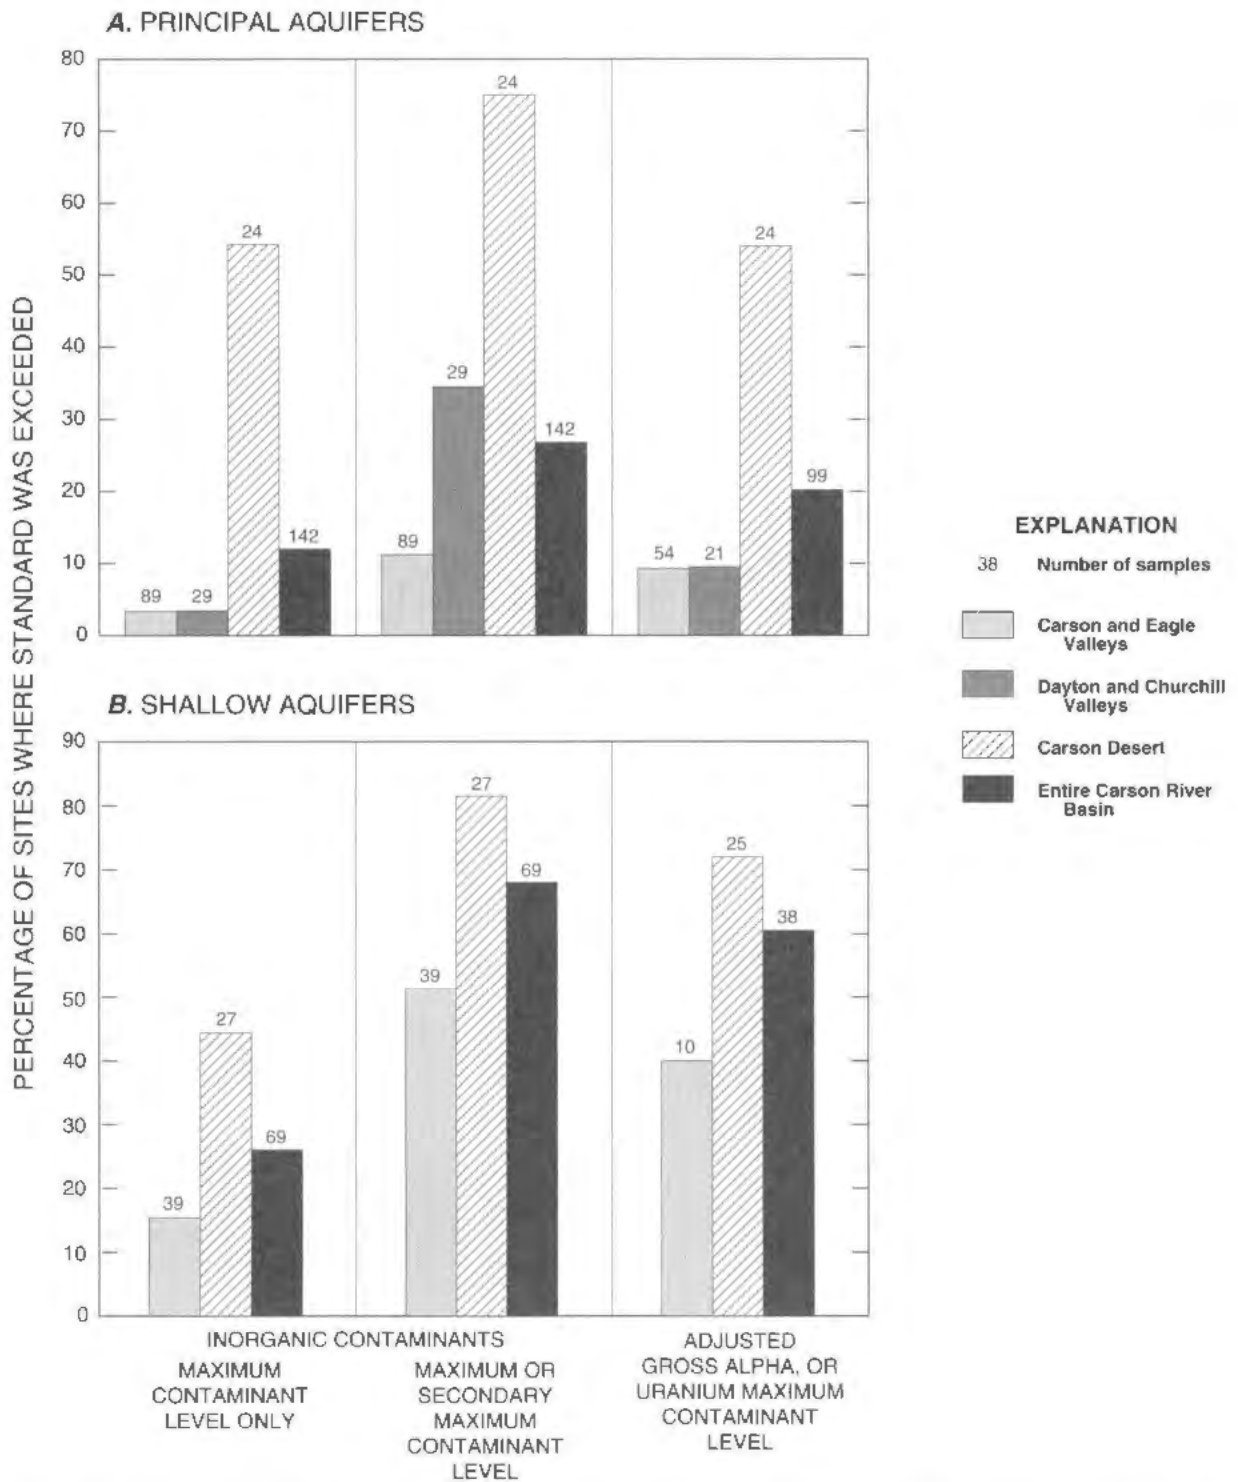 A. PRINCIPAL AQUIFERS
80
70
60
50
40
30
20
10
0
89
29
24
142
89
29
24
142
54
21
24
99
PERCENTAGE OF SITES WHERE STANDARD WAS EXCEEDED
EXPLANATION
38 Number of samples
Carson and Eagle
Valleys
Dayton and Churchill
Valleys
Carson Desert
Entire Carson River
Basin
B. SHALLOW AQUIFERS
90
80
70
60
50
40
30
20
10
0
39
27
69
39
27
69
10
25
38
INORGANIC CONTAMINANTS
MAXIMUM
CONTAMINANT
LEVEL ONLY
MAXIMUM OR
SECONDARY
MAXIMUM
CONTAMINANT
LEVEL
ADJUSTED
GROSS ALPHA, OR
URANIUM MAXIMUM
CONTAMINANT
LEVEL